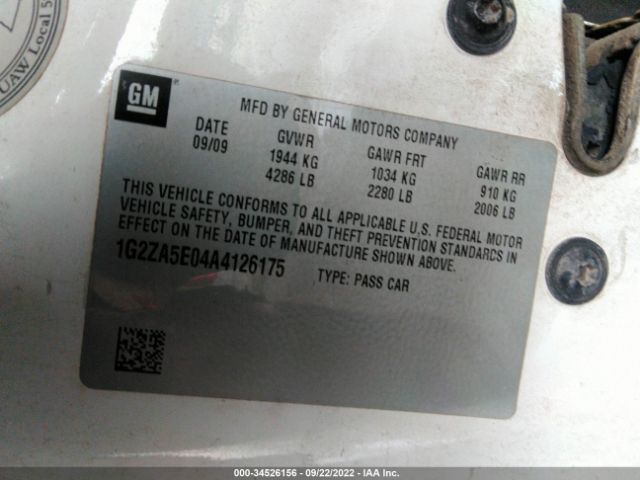 UAW Local 5
GM
MFD BY GENERAL MOTORS COMPANY
DATE GVWR GAWR FRT GAWR RR
09/09 1944 KG 1034 KG 910 KG
4286 LB 2280 LB 2006 LB
THIS VEHICLE CONFORMS TO ALL APPLICABLE U.S. FEDERAL MOTOR
VEHICLE SAFETY, BUMPER, AND THEFT PREVENTION STANDARDS IN
EFFECT ON THE DATE OF MANUFACTURE SHOWN ABOVE.
1G2ZA5E04A4126175 TYPE: PASS CAR
000-34526156 - 09/22/2022 - IAA Inc.